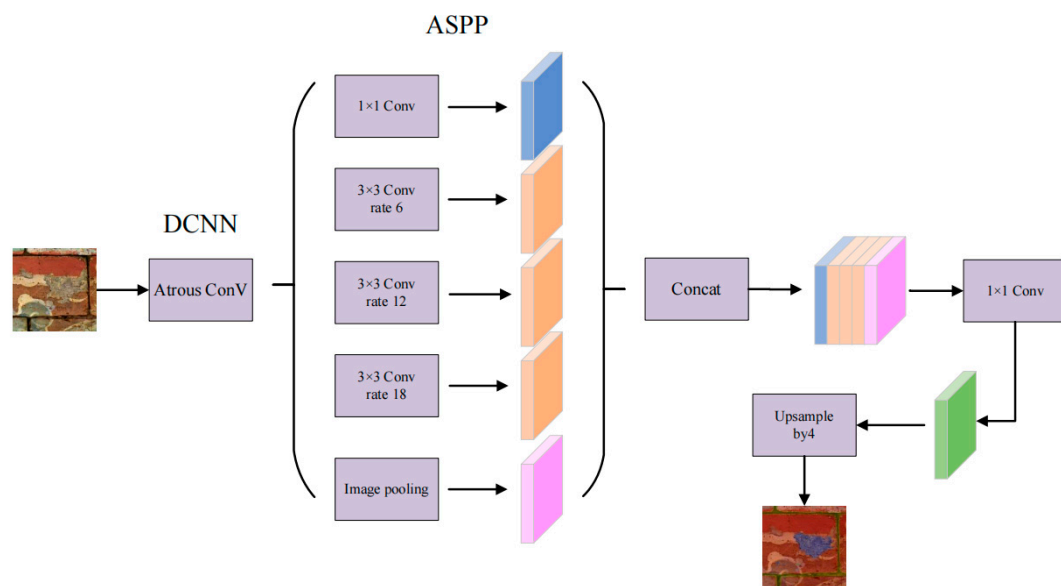 ASPP
1×1 Conv
3×3 Conv
rate 6
DCNN
Atrous ConV
3×3 Conv
rate 12
3×3 Conv
rate 18
Image pooling
Concat
1×1 Conv
Upsample
by4